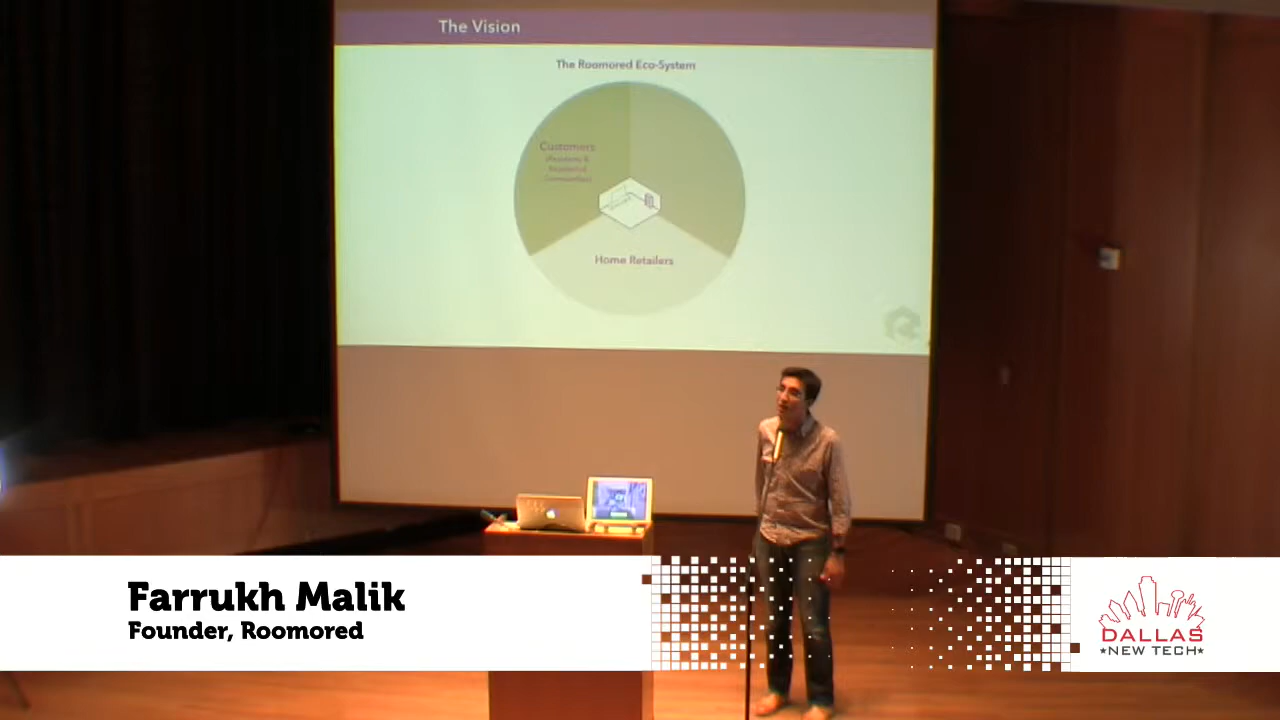 The Vision
The Roomored Eco-System
Customers
Home Retailers
Farrukh Malik
Founder, Roomored
DALLAS
NEW TECH